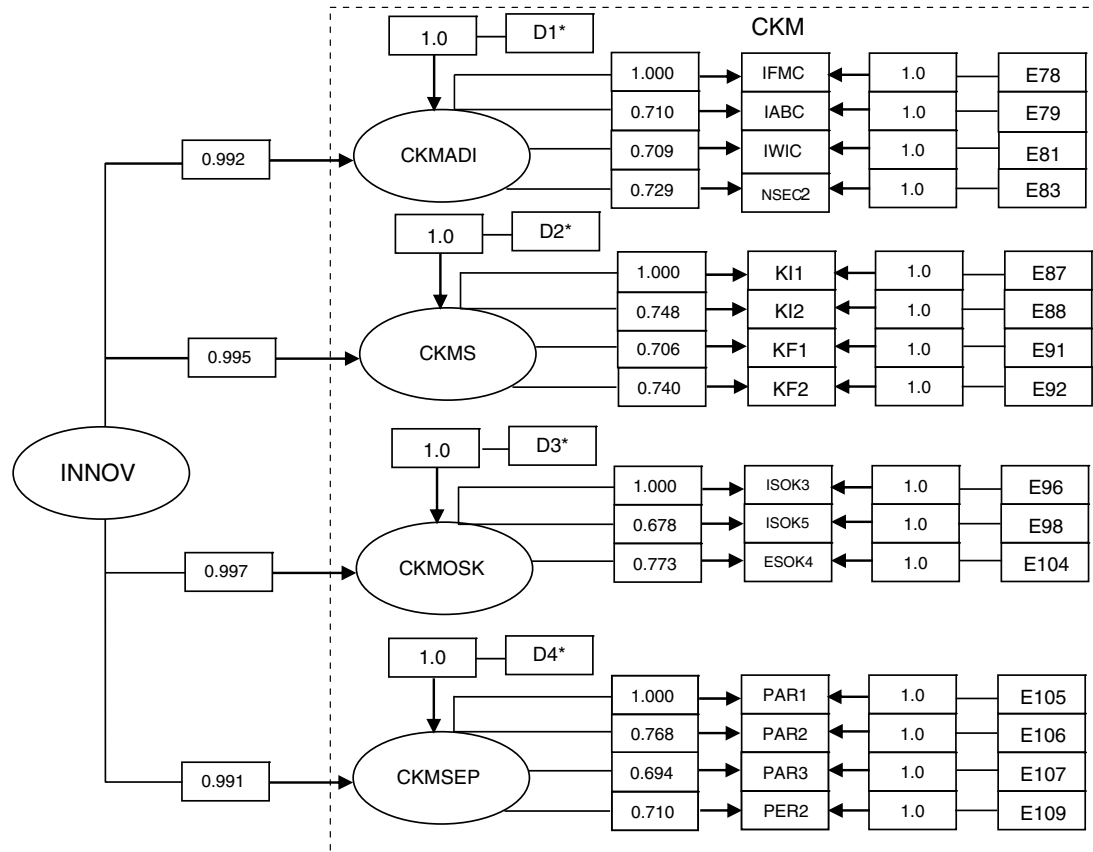 CKM
1.0 D1*
1.000 IFMC 1.0 E78
0.710 IABC 1.0 E79
0.992 CKMADI 0.709 IWIC 1.0 E81
0.729 NSEC2 1.0 E83
1.0 D2*
1.000 KI1 1.0 E87
0.748 KI2 1.0 E88
0.995 CKMS 0.706 KF1 1.0 E91
0.740 KF2 1.0 E92
INNOV
1.0 D3*
1.000 ISOK3 1.0 E96
0.678 ISOK5 1.0 E98
0.997 CKMOSK 0.773 ESOK4 1.0 E104
1.0 D4*
1.000 PAR1 1.0 E105
0.768 PAR2 1.0 E106
0.991 CKMSEP 0.694 PAR3 1.0 E107
0.710 PER2 1.0 E109